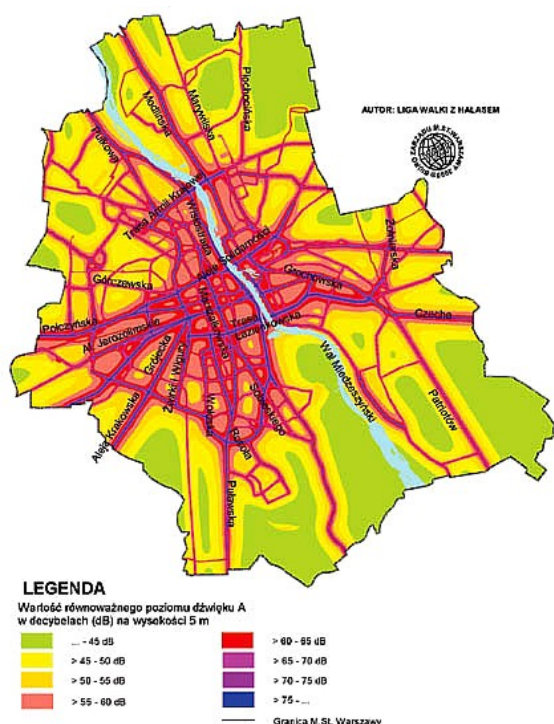 AUTOR: LIGA WALKI Z HAŁASEM
Płochocińska
Modlińska
Marywilska
Pułkowa
Trasa Armii Krajowej
Wisłostrada
Aleje Solidarności
Żołnierska
Górczewska
Grochowska
Połczyńska
Al. Jerozolimskie
Marszałkowska
Trasa
Łazienkowska
Czecha
Grójecka
Żwirki i Wigury
Wał Miedzeszyński
Aleja Krakowska
Wołoska
Sobieskiego
Patriotów
Rosoła
Puławska
LEGENDA
Wartość równoważnego poziomu dźwięku A
w decybelach (dB) na wysokości 5 m
... - 45 dB
> 45 - 50 dB
> 50 - 55 dB
> 55 - 60 dB
> 60 - 65 dB
> 65 - 70 dB
> 70 - 75 dB
> 75 - ...
Granica M.St. Warszawy